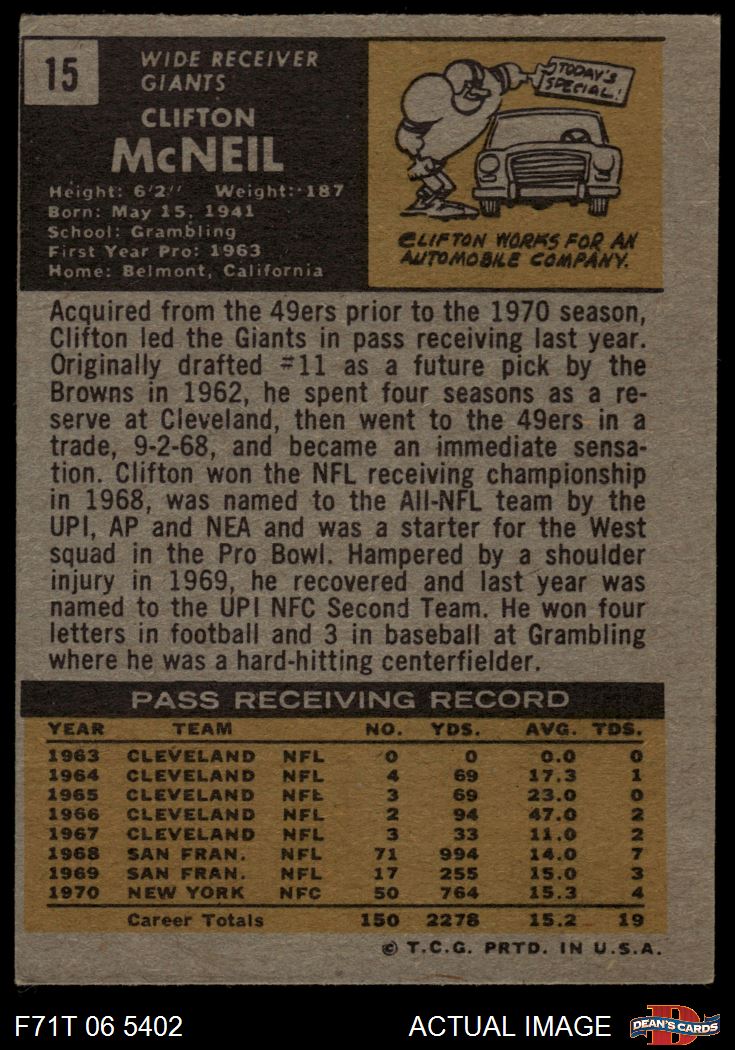 15
WIDE RECEIVER
GIANTS
CLIFTON
McNEIL
Height: 6'2" Weight: 187
Born: May 15, 1941
School: Grambling
First Year Pro: 1963
Home: Belmont, California
TODAY'S
SPECIAL!
CLIFTON WORKS FOR AN
AUTOMOBILE COMPANY.
Acquired from the 49ers prior to the 1970 season,
Clifton led the Giants in pass receiving last year.
Originally drafted #11 as a future pick by the
Browns in 1962, he spent four seasons as a re-
serve at Cleveland, then went to the 49ers in a
trade, 9-2-68, and became an immediate sensa-
tion. Clifton won the NFL receiving championship
in 1968, was named to the All-NFL team by the
UPI, AP and NEA and was a starter for the West
squad in the Pro Bowl. Hampered by a shoulder
injury in 1969, he recovered and last year was
named to the UPI NFC Second Team. He won four
letters in football and 3 in baseball at Grambling
where he was a hard-hitting centerfielder.
PASS RECEIVING RECORD
YEAR TEAM NO. YDS. AVG. TDS.
1963 CLEVELAND NFL 0 0 0.0 0
1964 CLEVELAND NFL 4 69 17.3 1
1965 CLEVELAND NFL 3 69 23.0 0
1966 CLEVELAND NFL 2 94 47.0 2
1967 CLEVELAND NFL 3 33 11.0 2
1968 SAN FRAN. NFL 71 994 14.0 7
1969 SAN FRAN. NFL 17 255 15.0 3
1970 NEW YORK NFC 50 764 15.3 4
Career Totals 150 2278 15.2 19
© T.C.G. PRTD. IN U.S.A.
F71T 06 5402 ACTUAL IMAGE
D
DEAN'S CARDS